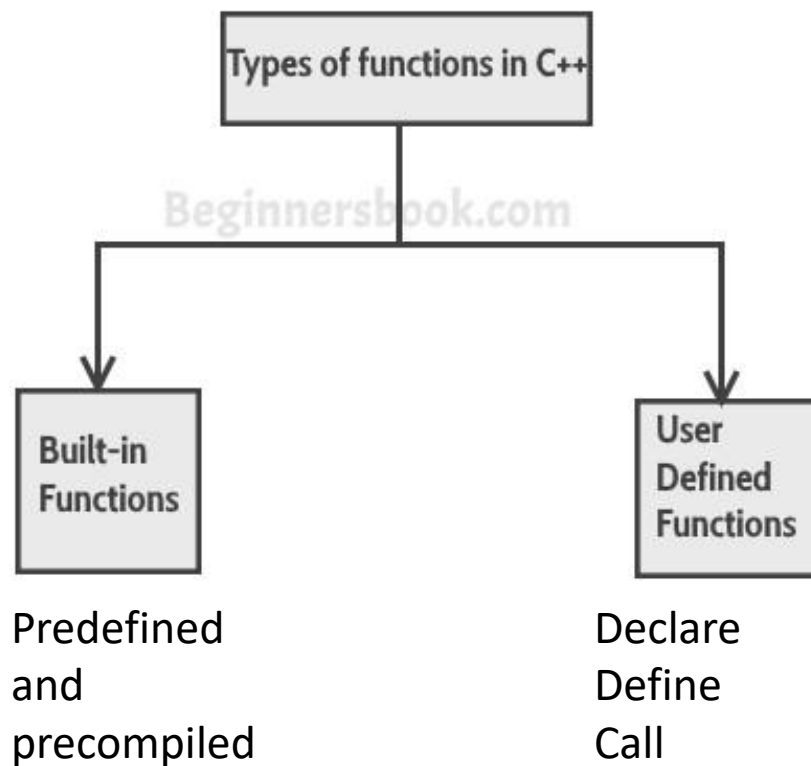 Types of functions in C++
Beginnersbook.com
Built-in
Functions
User
Defined
Functions
Predefined
and
precompiled
Declare
Define
Call